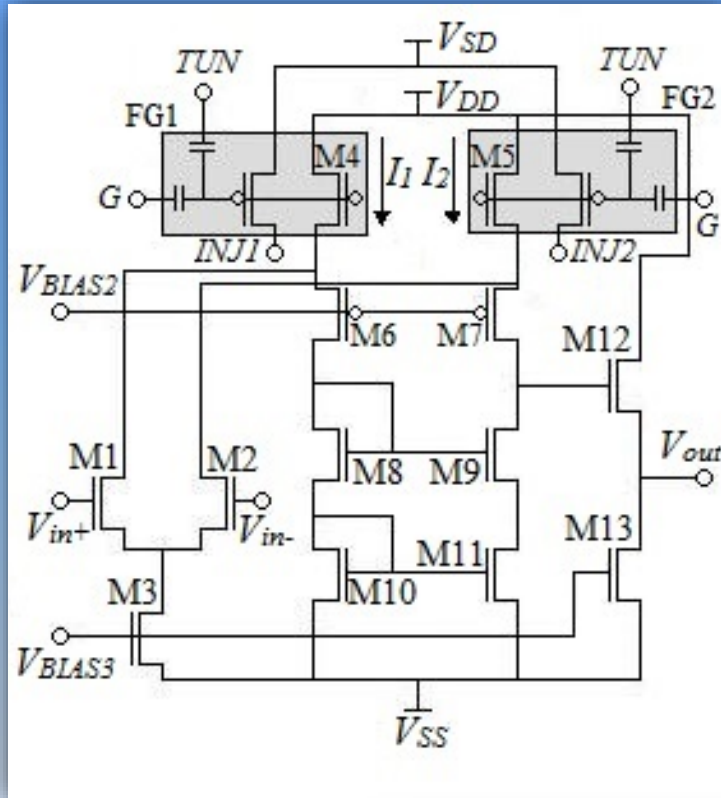 V_SD
TUN TUN
V_DD
FG1 FG2
M4 I_1 I_2 M5
G G
INJ1 INJ2
V_BIAS2
M6 M7
M12
M1 M2 M8 M9 V_out
V_in+ V_in- M11 M13
M3 M10
V_BIAS3
V_SS